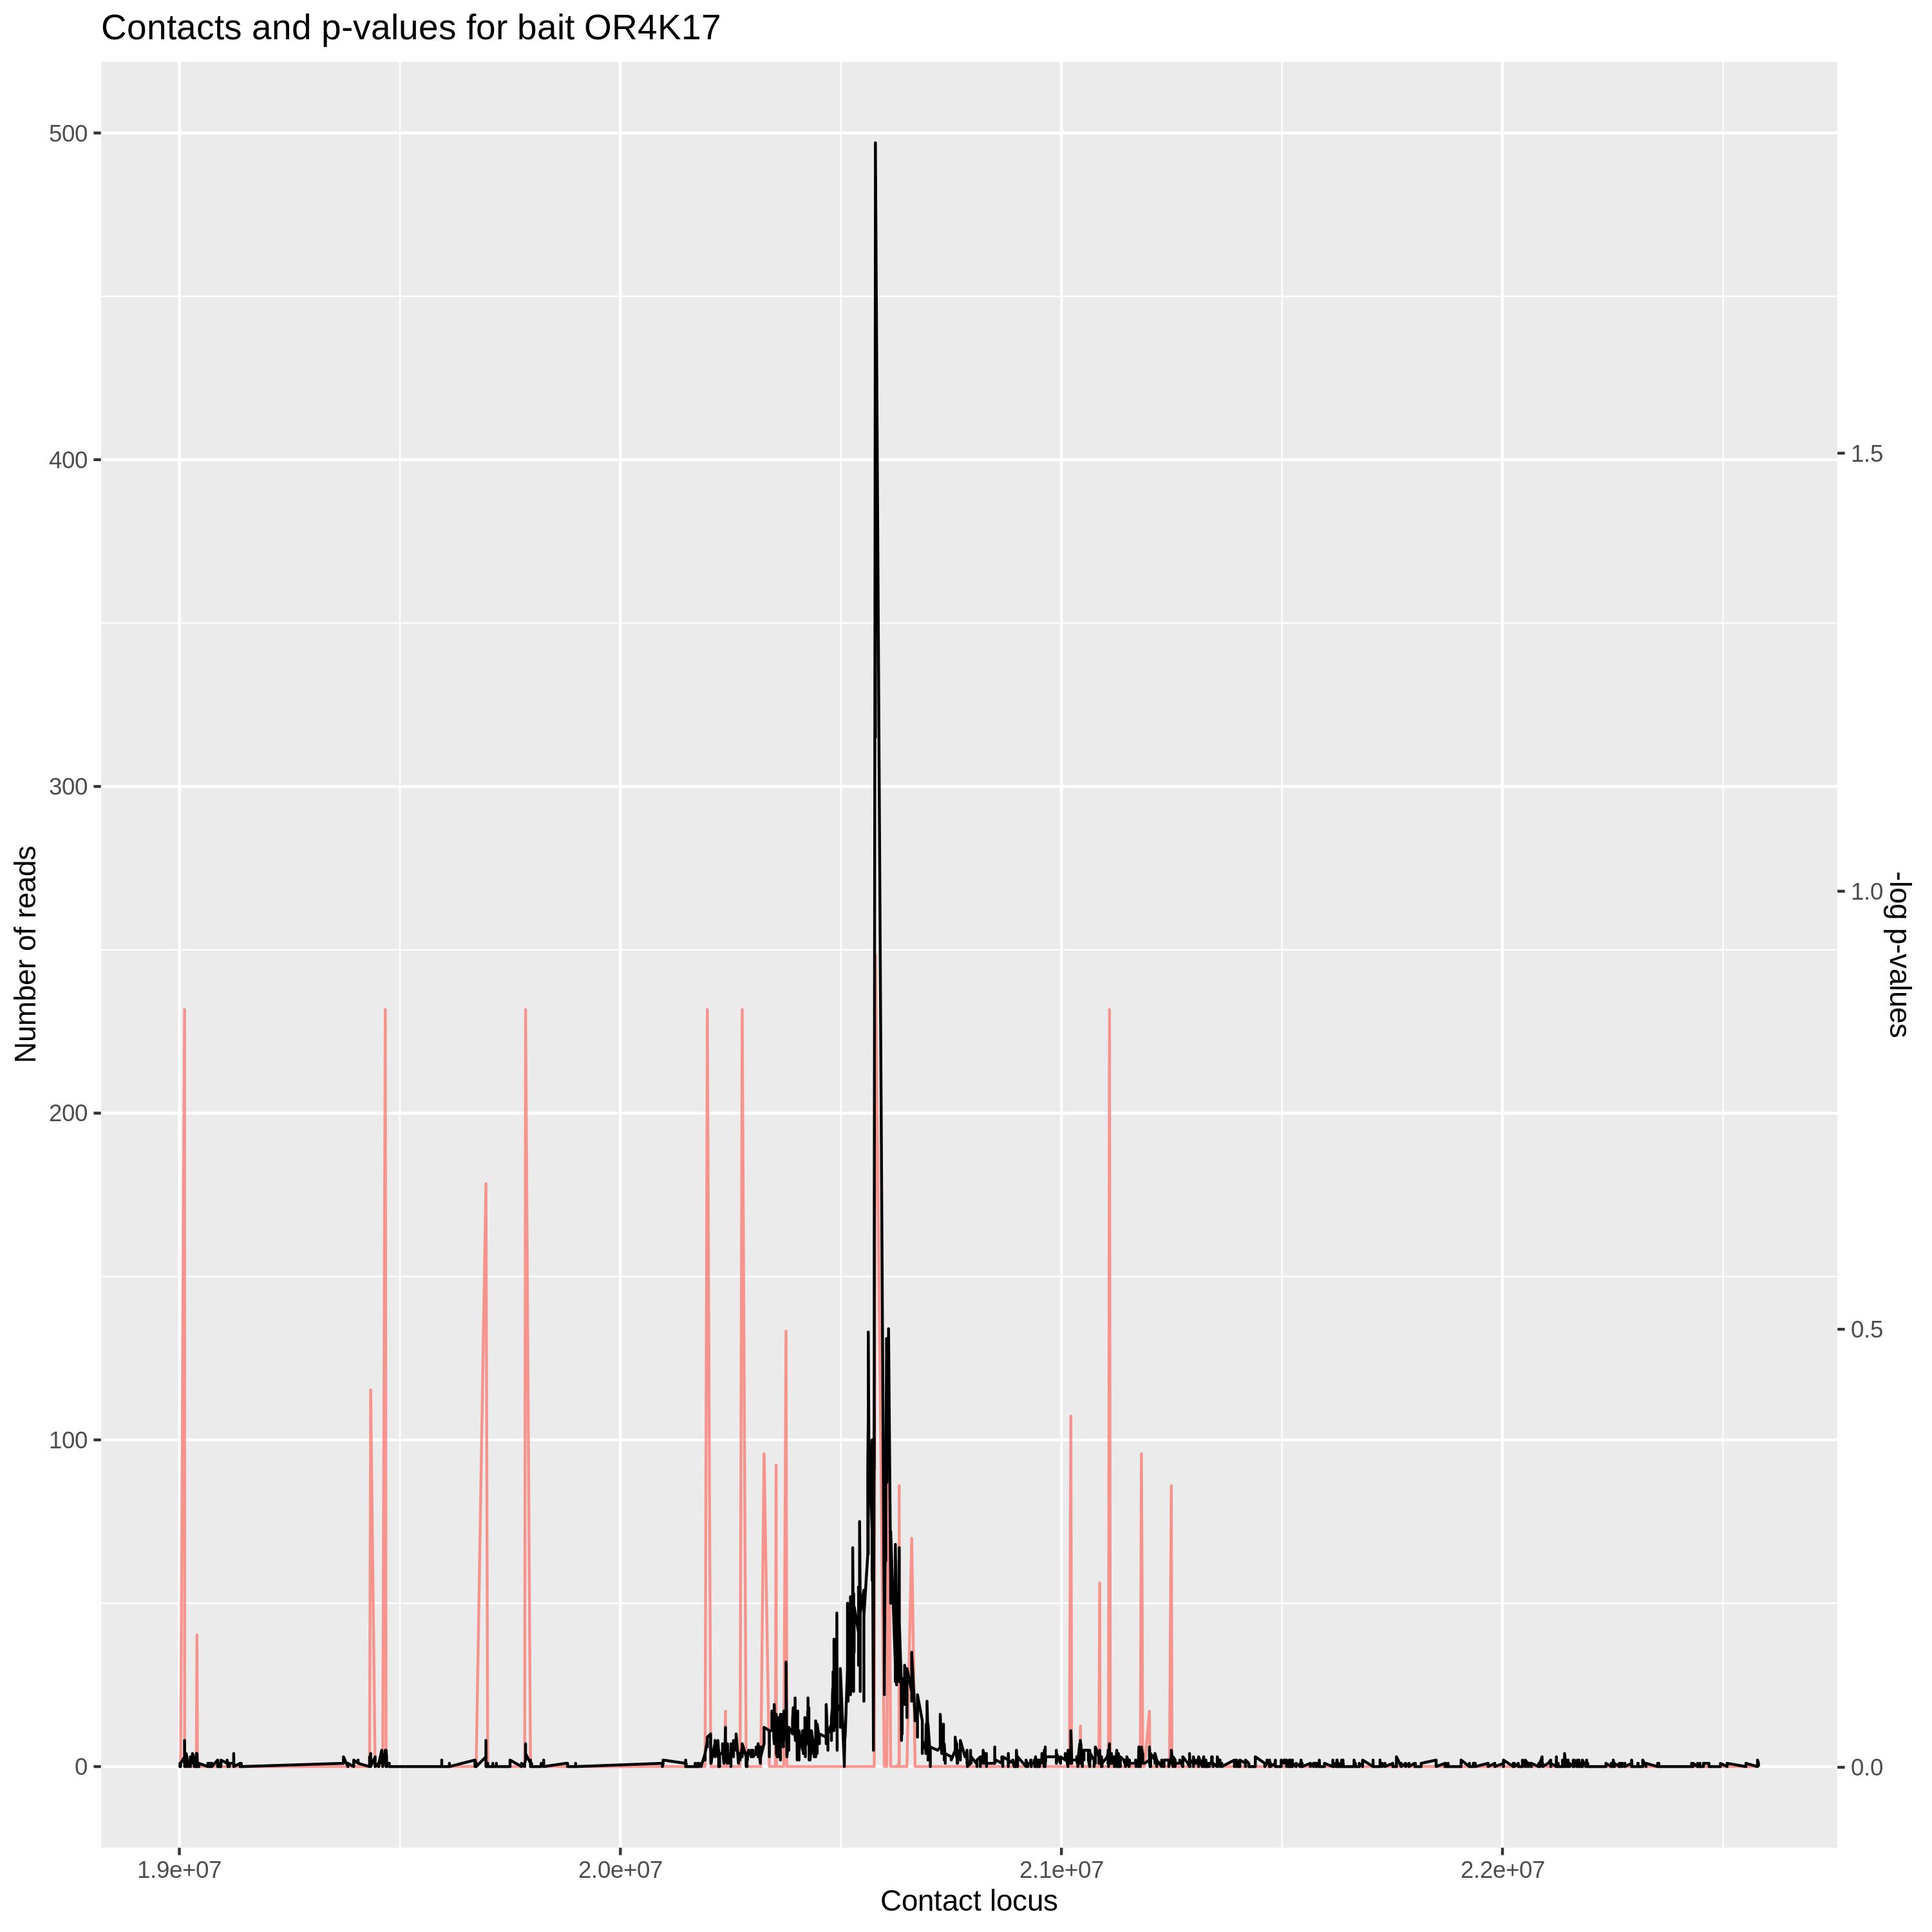 Contacts and p-values for bait OR4K17
500
400
300
200
100
0
Number of reads
1.5
1.0
0.5
0.0
-log p-values
1.9e+07 2.0e+07 2.1e+07 2.2e+07
Contact locus